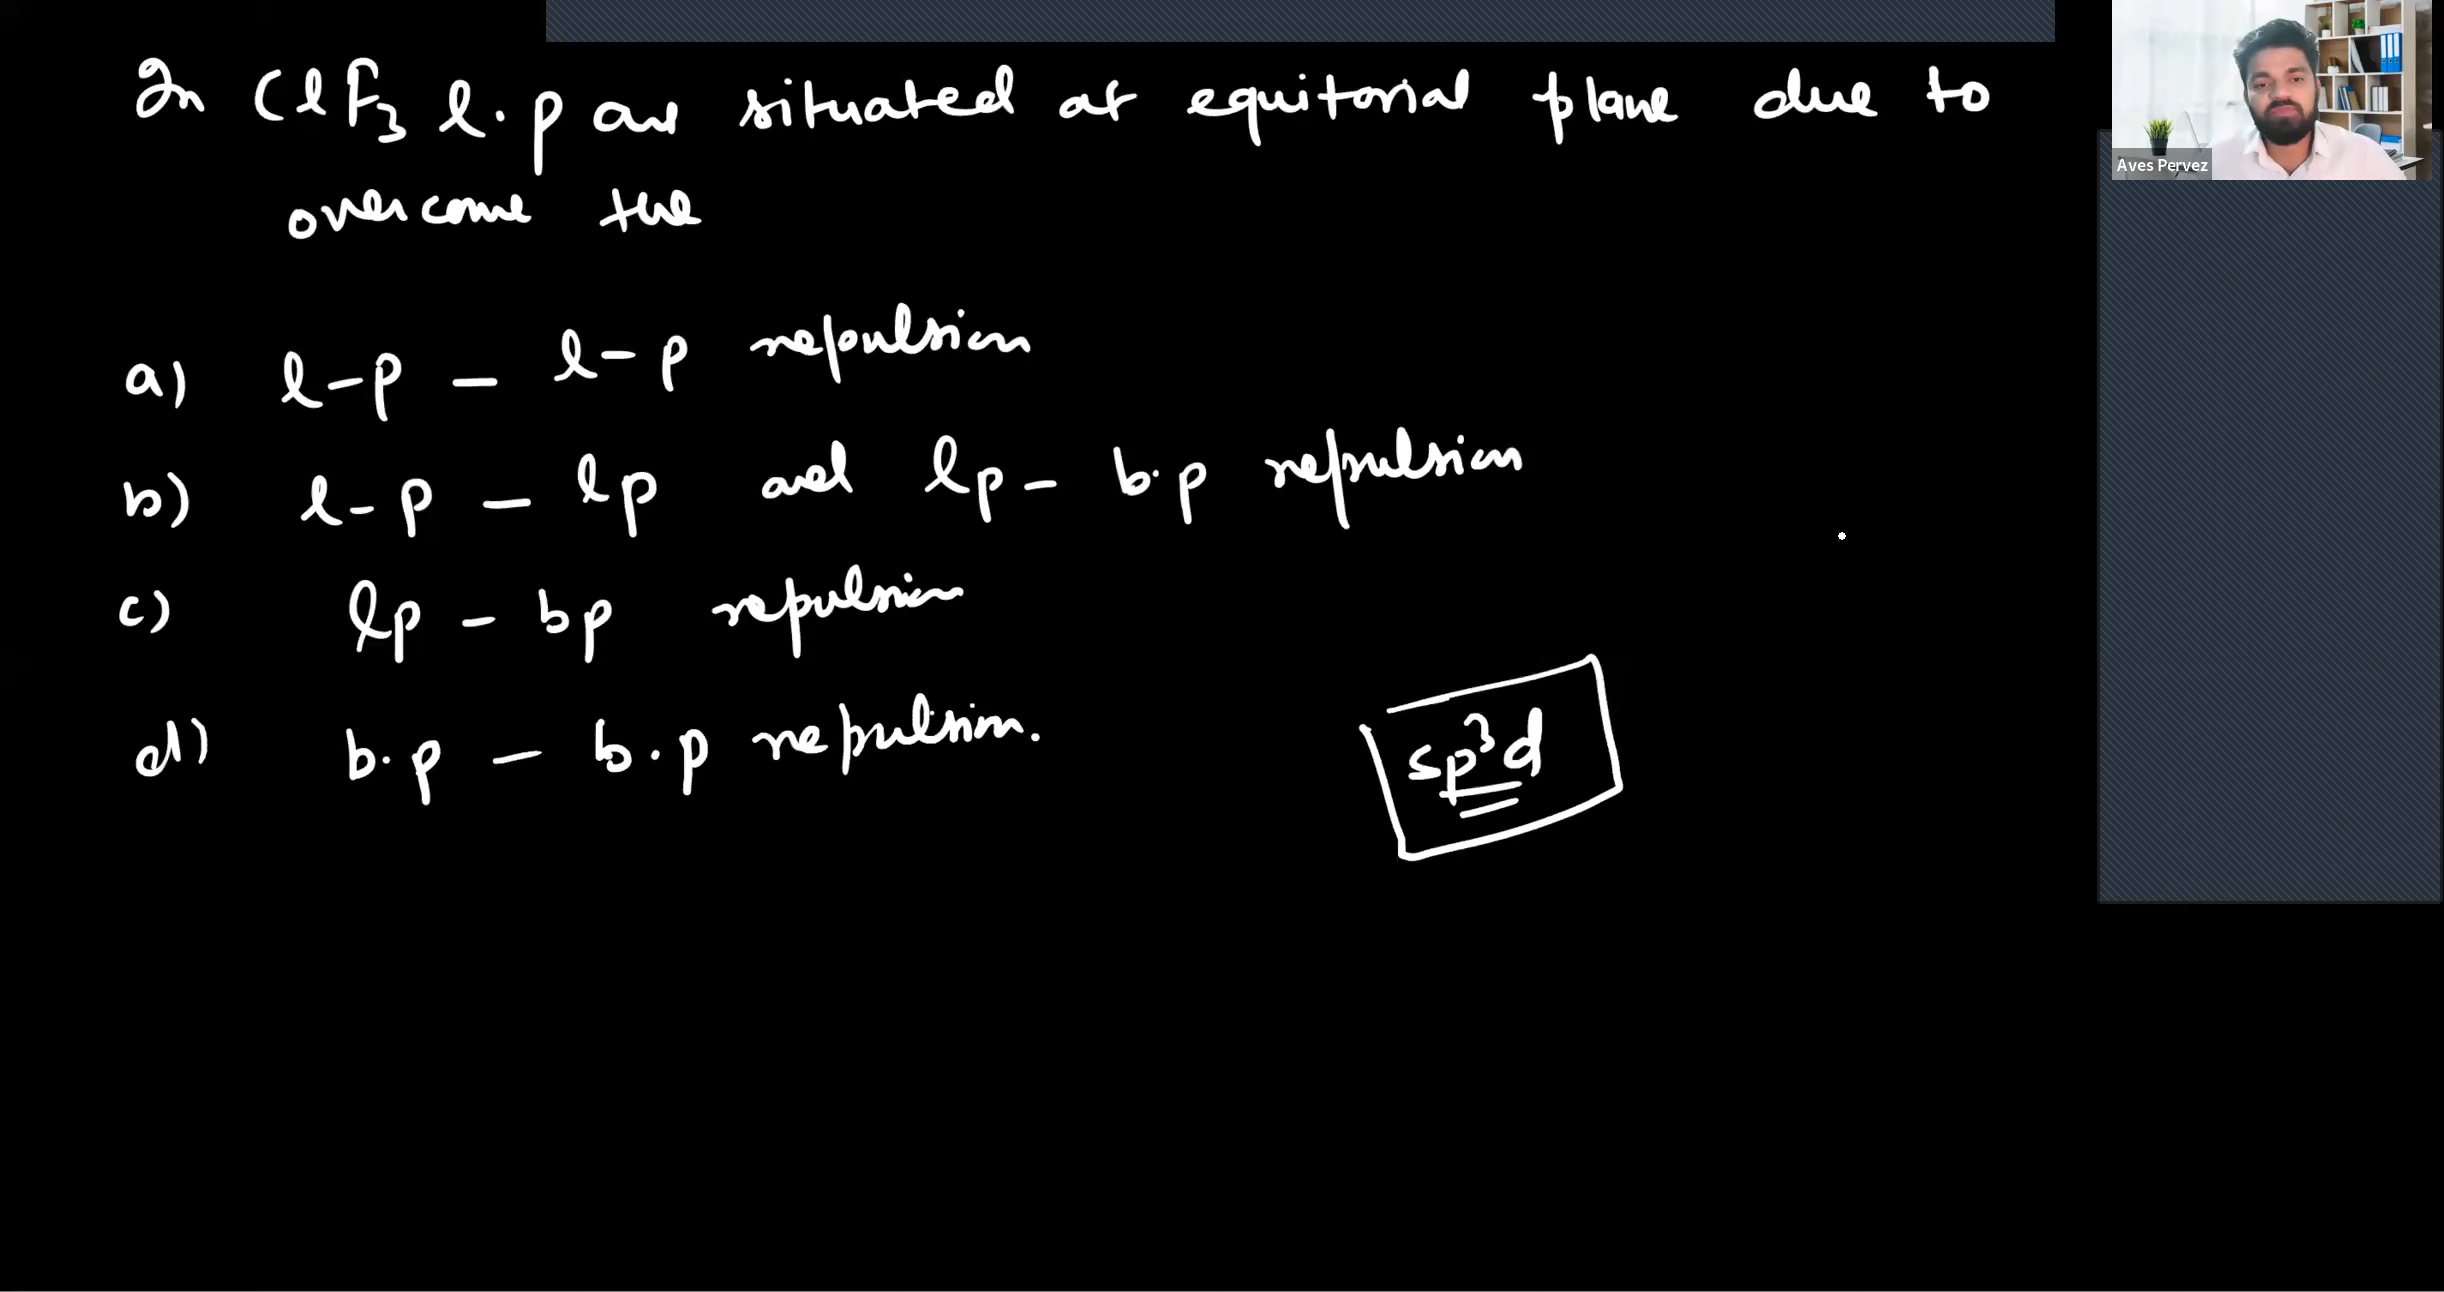 In ClF3 l.p are situated at equitorial plane due to
overcome the
a) l-p - l-p repulsion
b) l-p - lp and lp - b.p repulsion
c) lp - bp repulsion
d) b.p - b.p repulsion.
sp³d
Aves Pervez